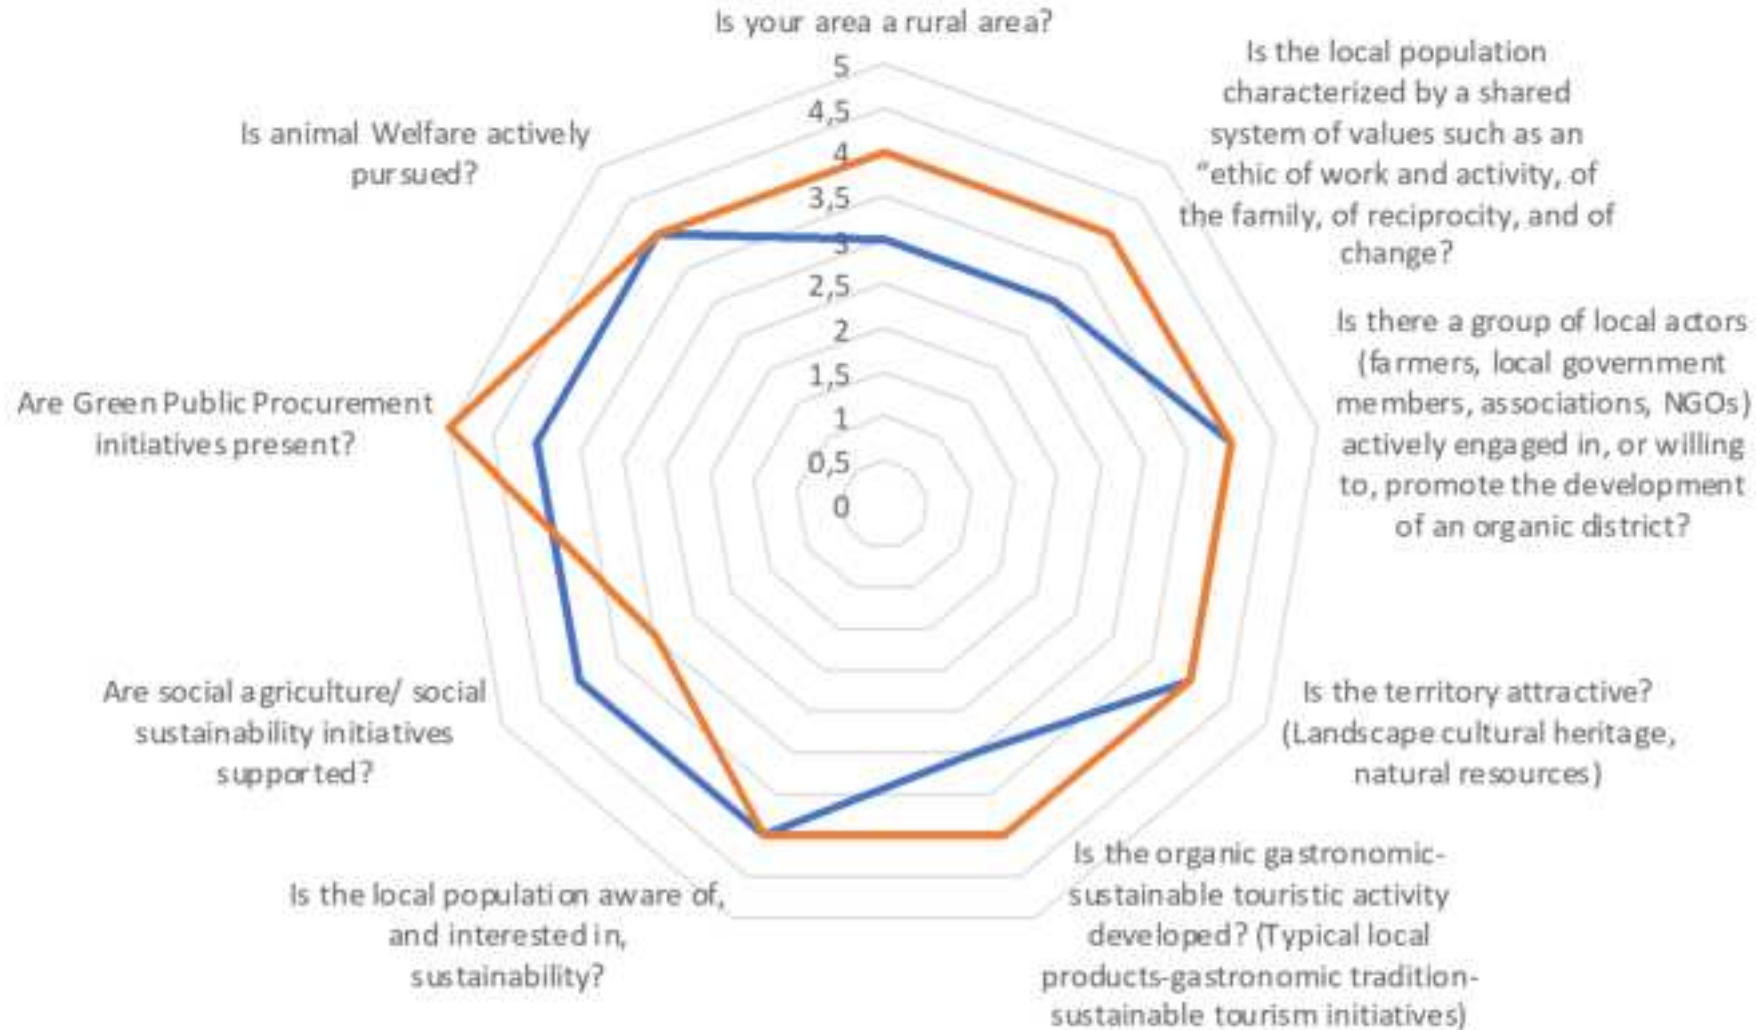 Is your area a rural area?
Is the local population
characterized by a shared
system of values such as an
“ethic of work and activity, of
the family, of reciprocity, and of
change?
Is there a group of local actors
(farmers, local government
members, associations, NGOs)
actively engaged in, or willing
to, promote the development
of an organic district?
Is the territory attractive?
(Landscape cultural heritage,
natural resources)
Is the organic gastronomic-
sustainable touristic activity
developed? (Typical local
products-gastronomic tradition-
sustainable tourism initiatives)
Is the local population aware of,
and interested in,
sustainability?
Are social agriculture/ social
sustainability initiatives
supported?
Are Green Public Procurement
initiatives present?
Is animal Welfare actively
pursued?
5
4,5
4
3,5
3
2,5
2
1,5
1
0,5
0